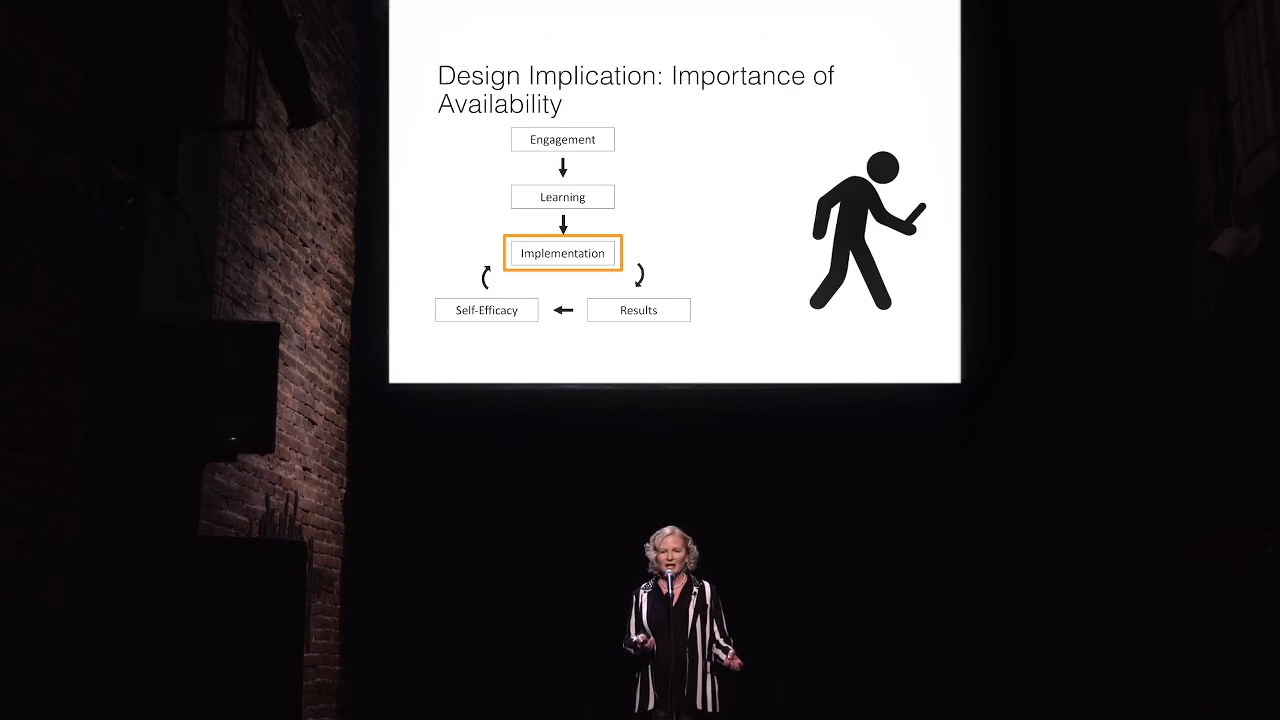 Design Implication: Importance of
Availability
Engagement
Learning
Implementation
Self-Efficacy
Results